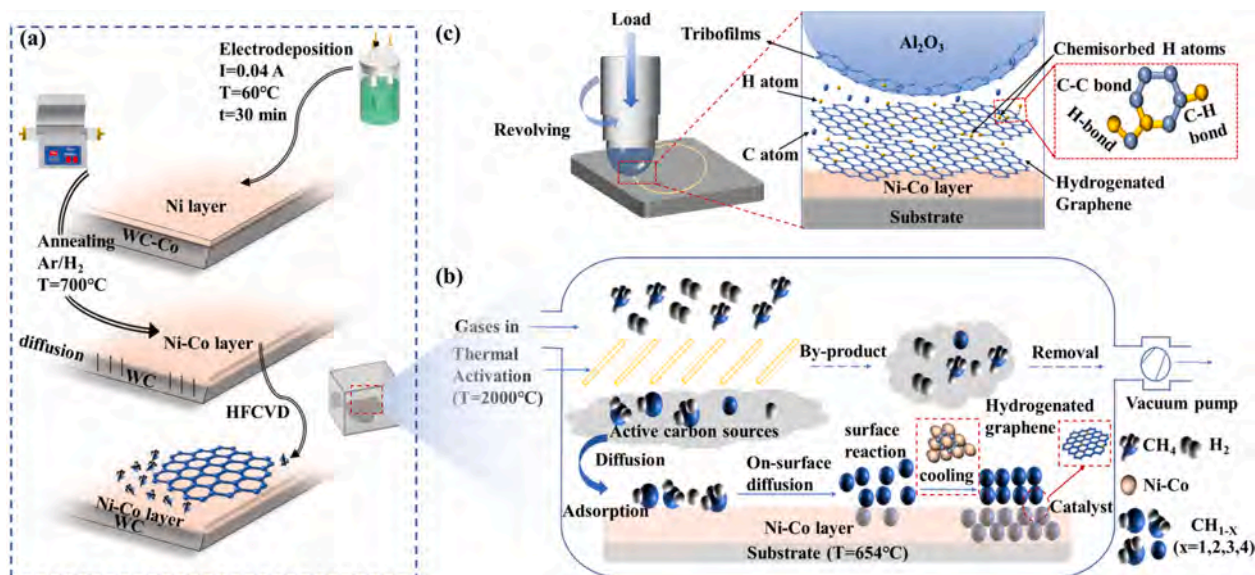 (a)
Electrodeposition
I=0.04 A
T=60°C
t=30 min
Ni layer
WC-Co
Annealing
Ar/H₂
T=700°C
Ni-Co layer
diffusion
WC
HFCVD
Ni-Co layer
WC
(c)
Load
Revolving
Tribofilms
Al₂O₃
Chemisorbed H atoms
H atom
C atom
C-C bond
H-bond
C-H
bond
Ni-Co layer
Hydrogenated
Graphene
Substrate
(b)
Gases in
Thermal
Activation
(T=2000°C)
By-product
Removal
Vacuum pump
Active carbon sources
Diffusion
Adsorption
On-surface
diffusion
surface
reaction
cooling
Hydrogenated
graphene
Catalyst
Ni-Co layer
Substrate (T=654°C)
CH₄
H₂
Ni-Co
CH₁₋X
(x=1,2,3,4)